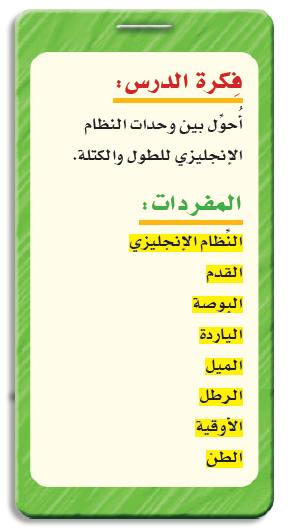 فِكرة الدرس:
أُحوِّل بين وحدات النظام
الإنجليزي للطول والكتلة.
المفردات:
النِّظام الإنجليزي
القدم
البوصة
الياردة
الميل
الرطل
الأوقية
الطن